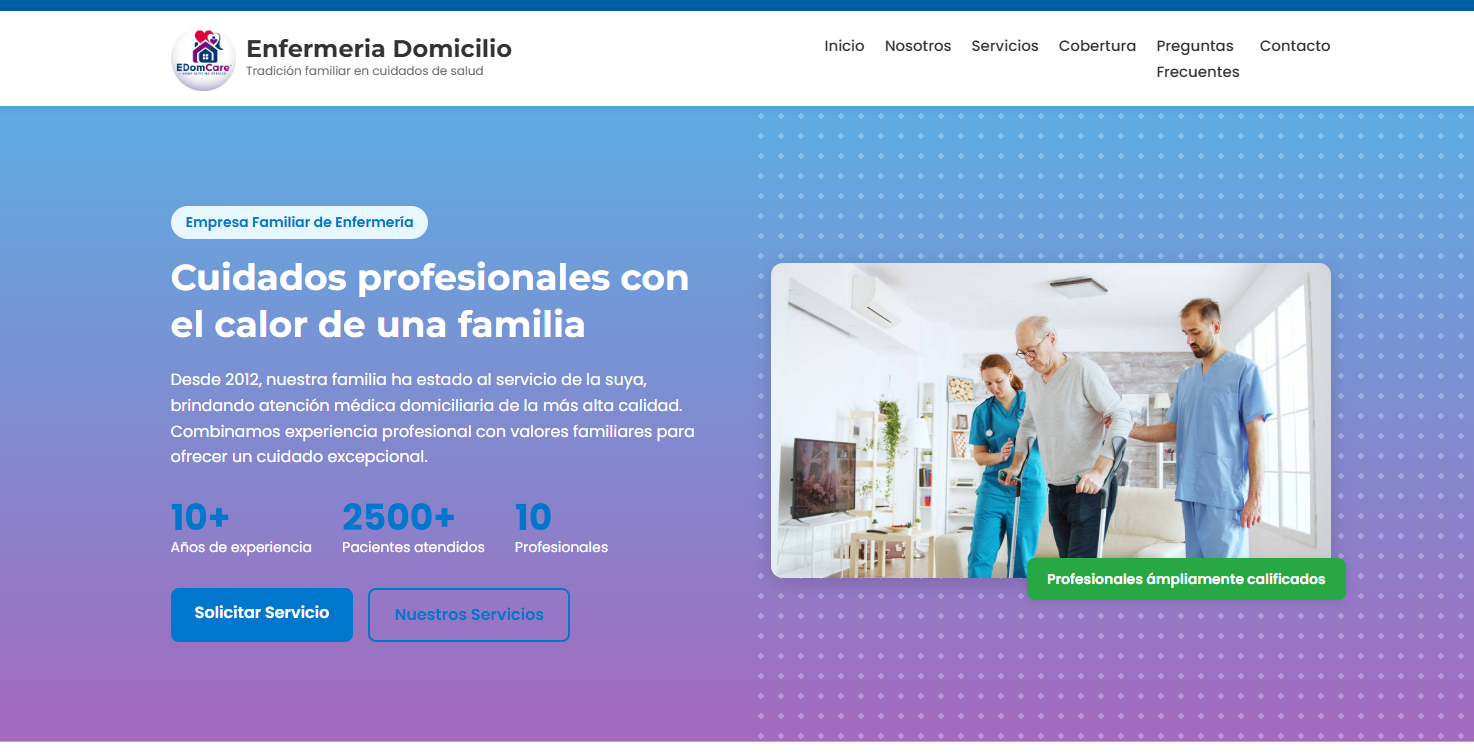 EDomCare
Enfermeria Domicilio
Tradición familiar en cuidados de salud
Inicio
Nosotros
Servicios
Cobertura
Preguntas
Frecuentes
Contacto
Empresa Familiar de Enfermería
Cuidados profesionales con
el calor de una familia
Desde 2012, nuestra familia ha estado al servicio de la suya,
brindando atención médica domiciliaria de la más alta calidad.
Combinamos experiencia profesional con valores familiares para
ofrecer un cuidado excepcional.
10+
Años de experiencia
2500+
Pacientes atendidos
10
Profesionales
Solicitar Servicio
Nuestros Servicios
Profesionales ámpliamente calificados